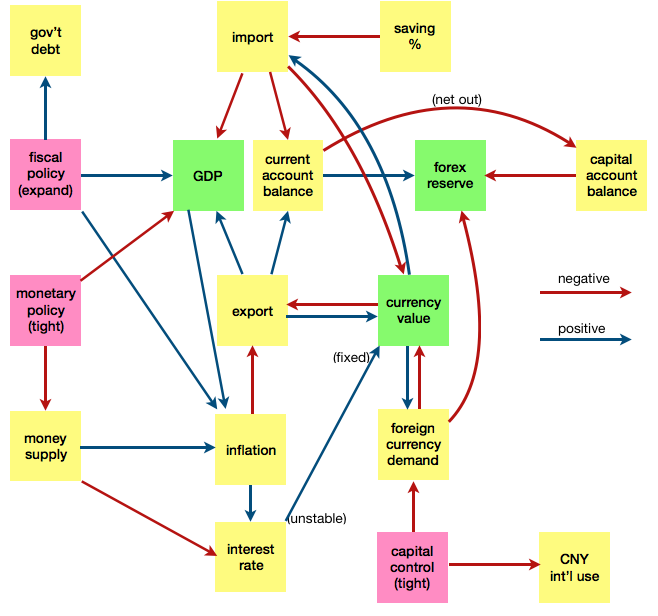 gov't
debt
import
saving
%
(net out)
fiscal
policy
(expand)
GDP
current
account
balance
forex
reserve
capital
account
balance
monetary
policy
(tight)
export
currency
value
negative
positive
(fixed)
money
supply
inflation
foreign
currency
demand
(unstable)
interest
rate
capital
control
(tight)
CNY
int'l use